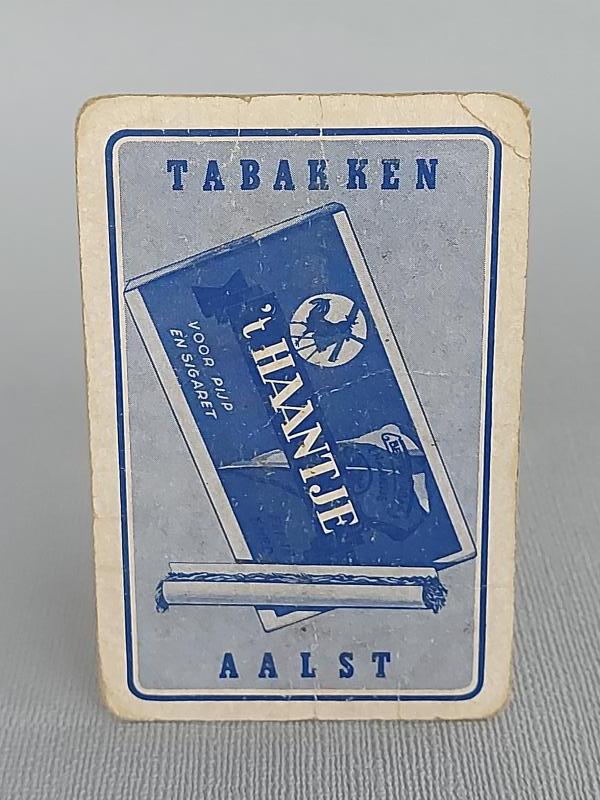 TABAKKEN
't HAANTJE
VOOR PIJP
EN SIGARET
AALST